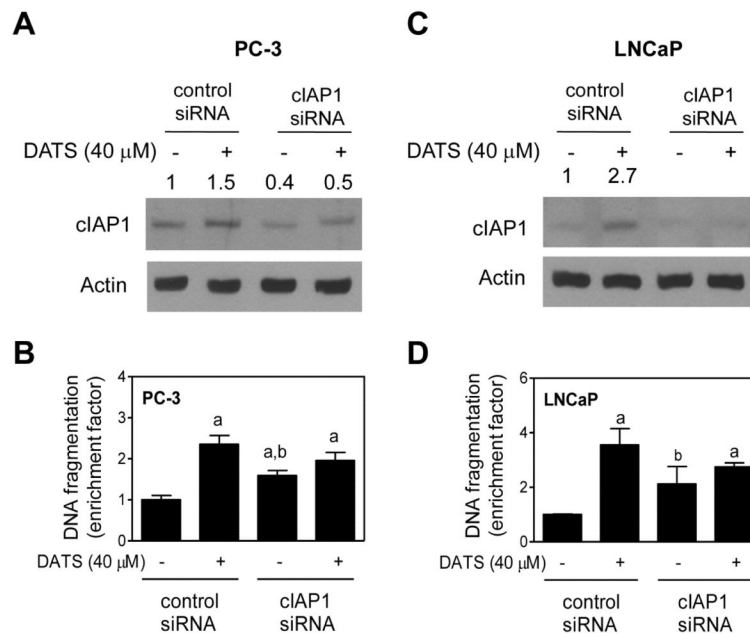 A
PC-3
control siRNA
cIAP1 siRNA
DATS (40 μM) - + - +
1 1.5 0.4 0.5
cIAP1
Actin
B
DNA fragmentation
(enrichment factor)
4
3
2
1
0
PC-3
a
a,b
a
DATS (40 μM) - + - +
control siRNA
cIAP1 siRNA
C
LNCaP
control siRNA
cIAP1 siRNA
DATS (40 μM) - + - +
1 2.7
cIAP1
Actin
D
DNA fragmentation
(enrichment factor)
6
4
2
0
LNCaP
a
b
a
DATS (40 μM) - + - +
control siRNA
cIAP1 siRNA